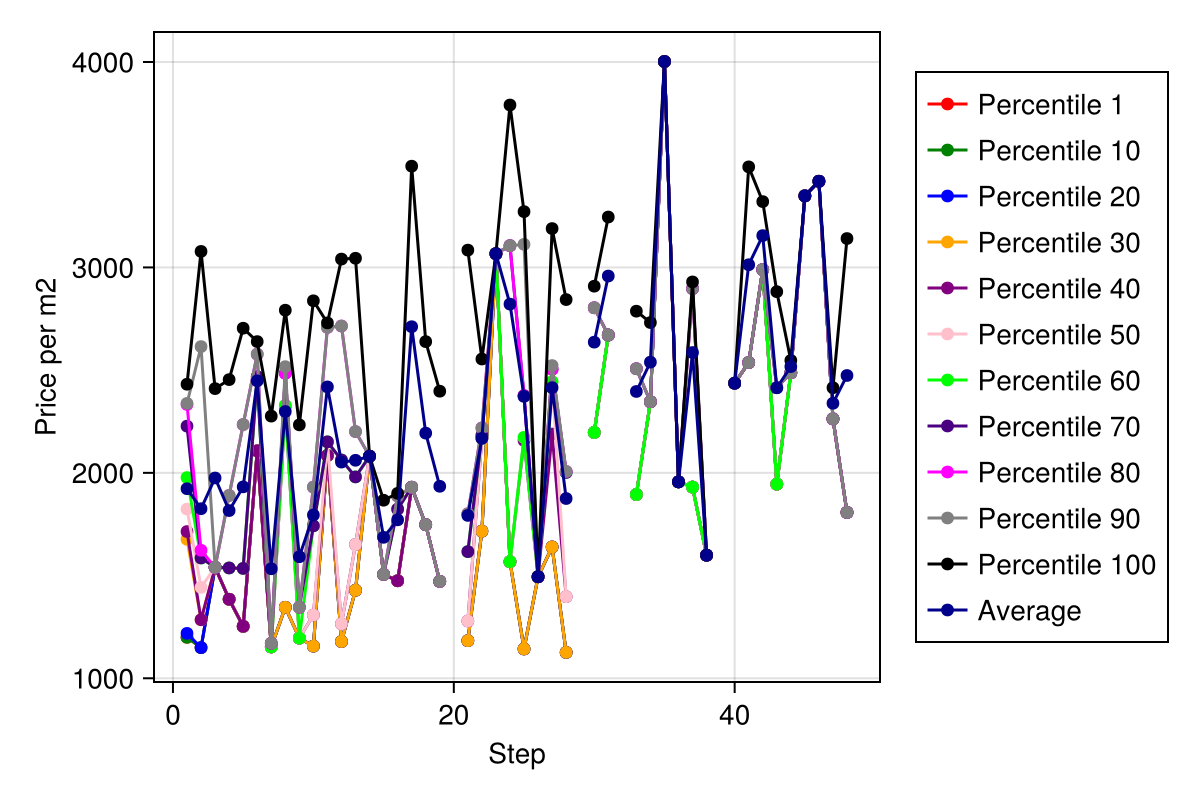 4000
3000
2000
1000
Price per m2
0
20
40
Step
Percentile 1
Percentile 10
Percentile 20
Percentile 30
Percentile 40
Percentile 50
Percentile 60
Percentile 70
Percentile 80
Percentile 90
Percentile 100
Average